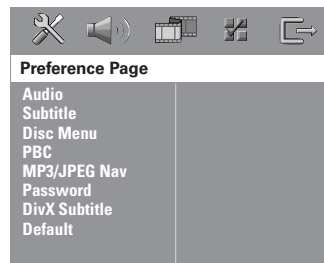 Preference Page
Audio
Subtitle
Disc Menu
PBC
MP3/JPEG Nav
Password
DivX Subtitle
Default